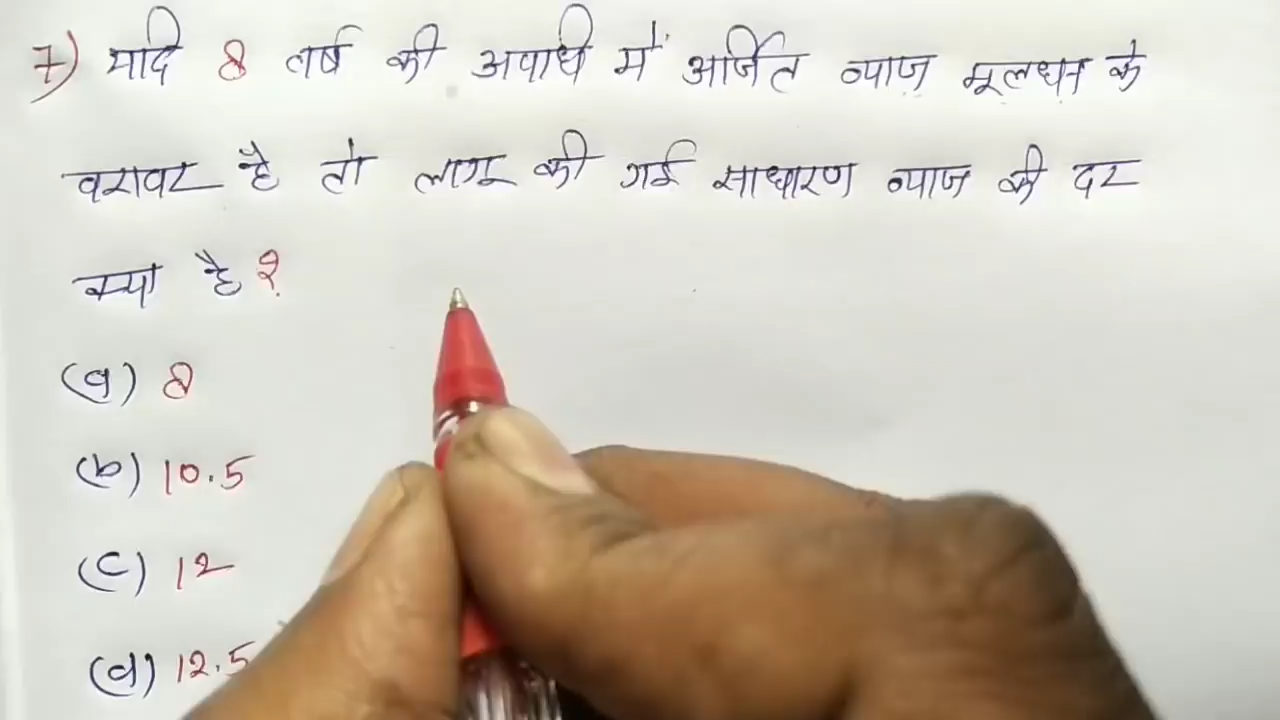 7) यदि 8 वर्ष की अवधि में अर्जित ब्याज़ मूलधन के
बराबर है तो लागू की गई साधारण ब्याज की दर
क्या है ?
(a) 8
(b) 10.5
(c) 12
(d) 12.5